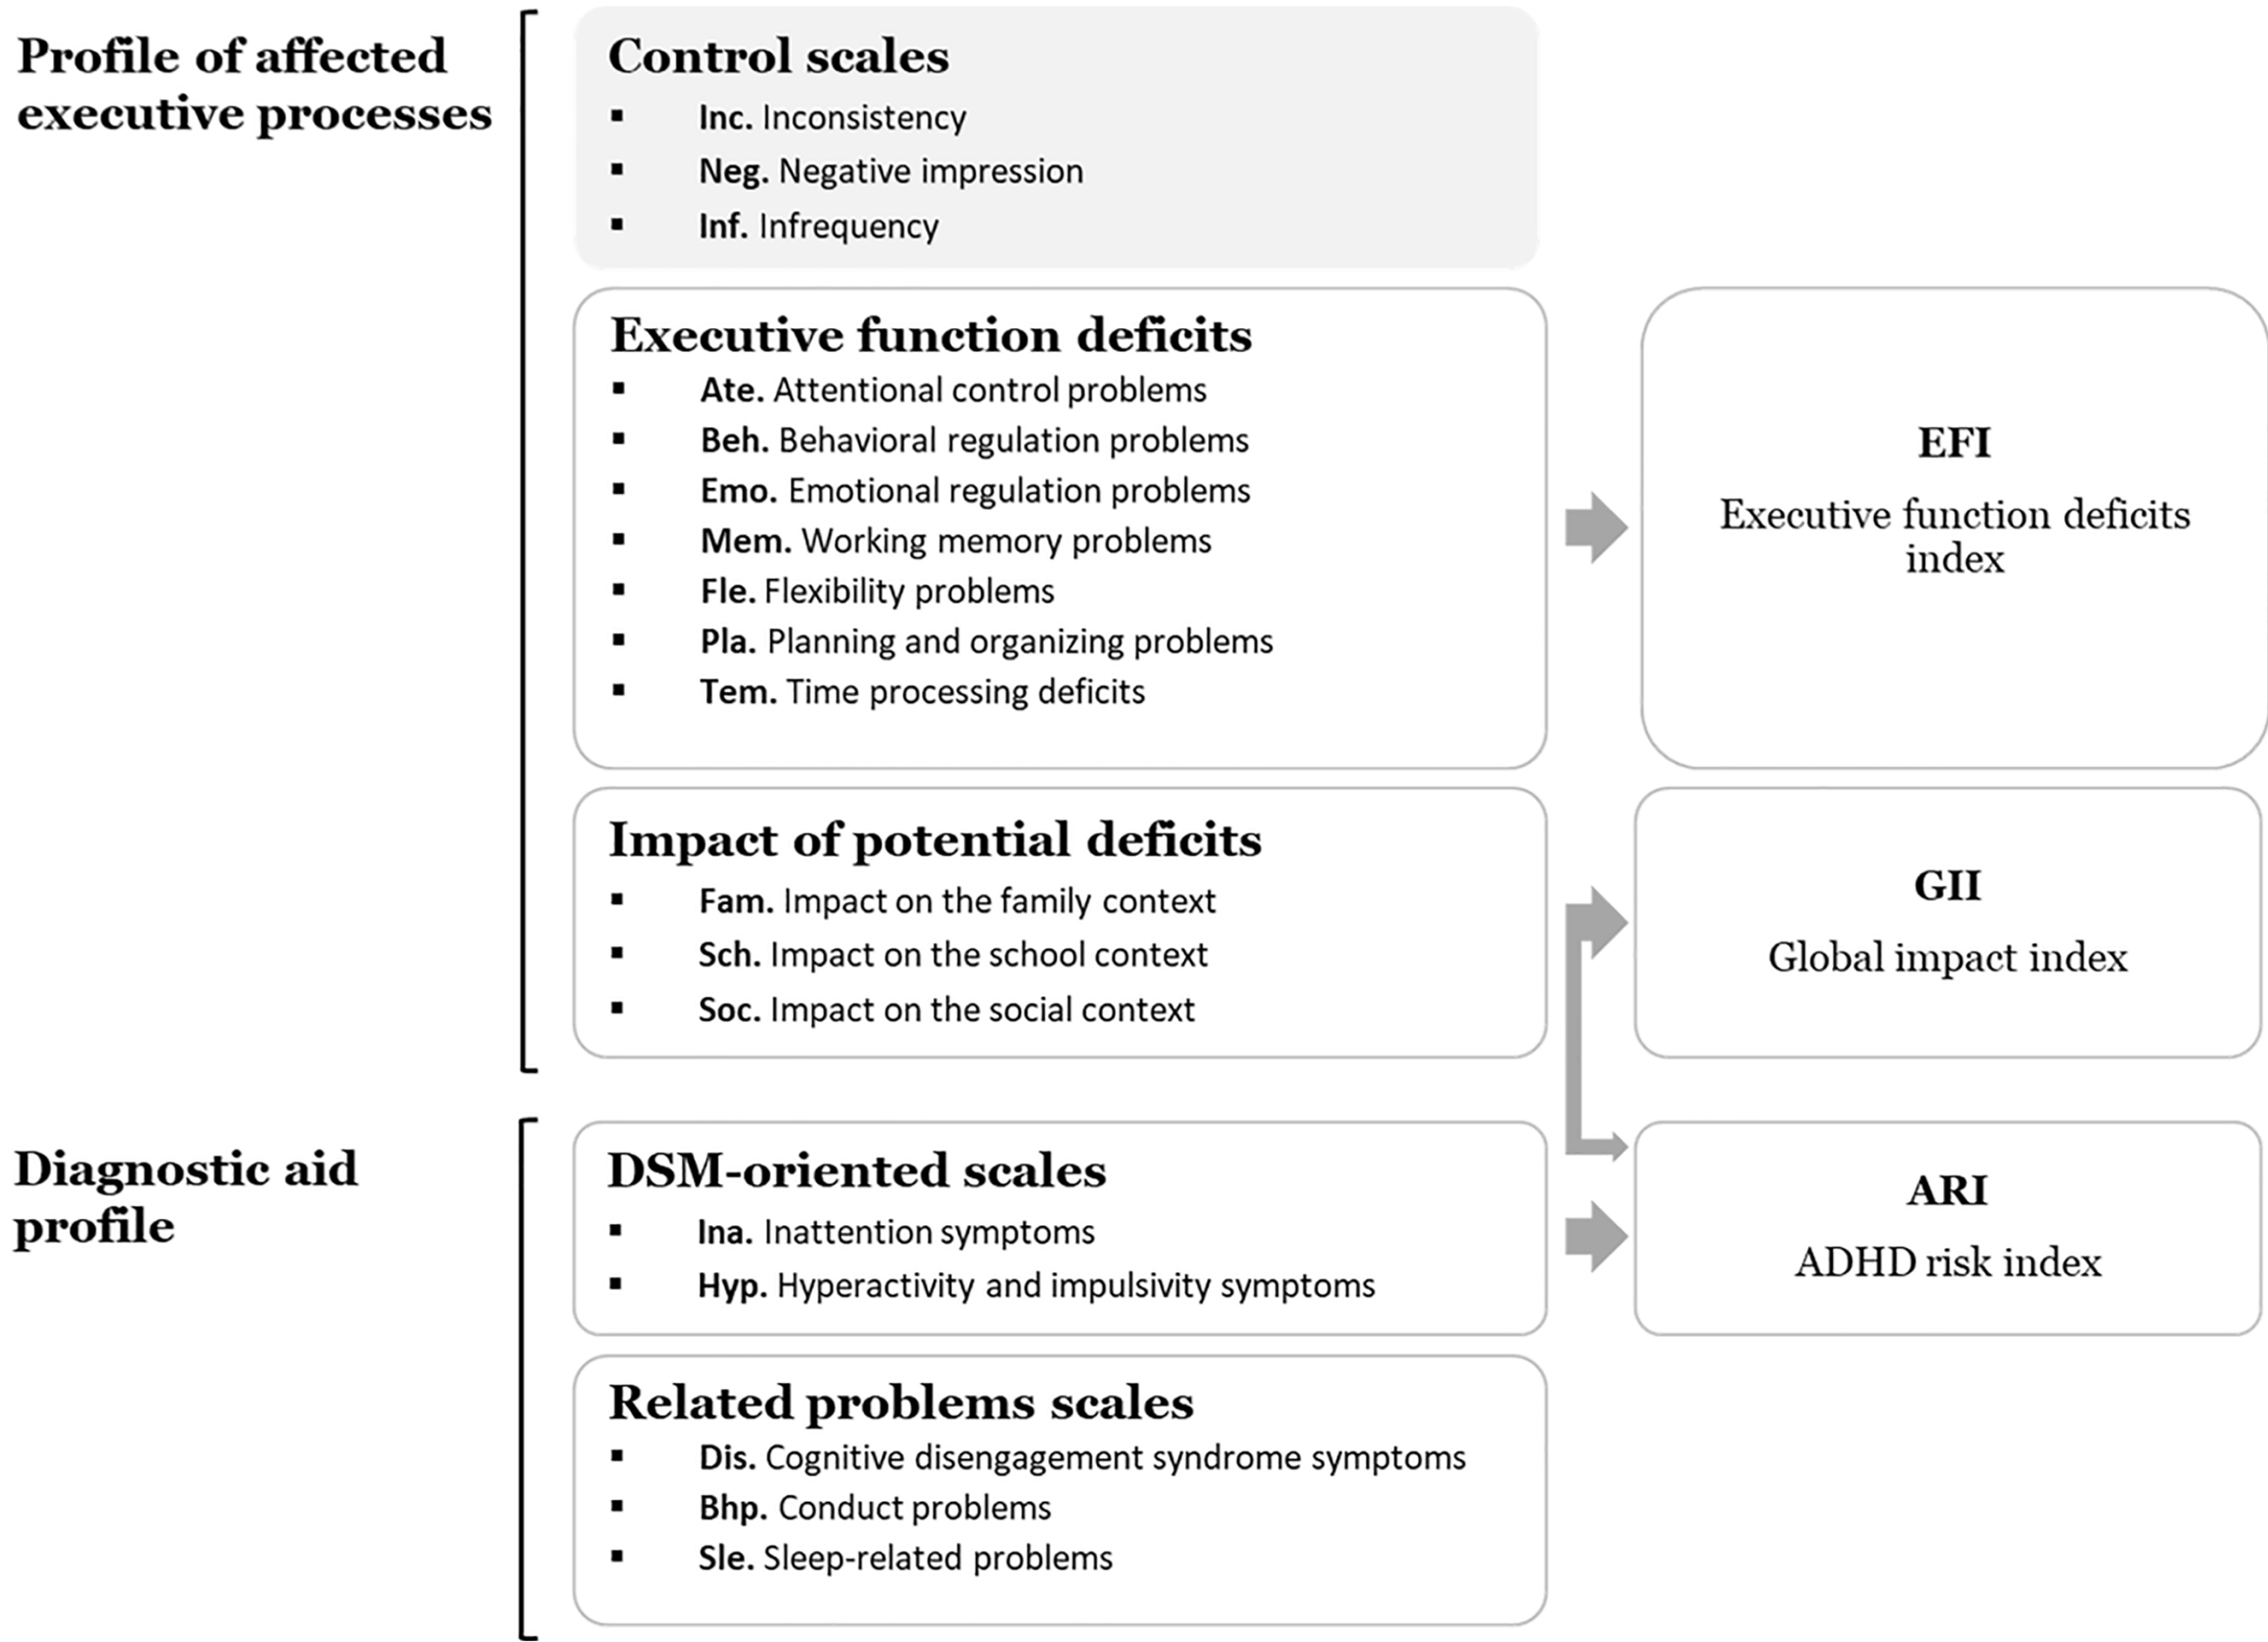 Profile of affected
executive processes
Control scales
Inc. Inconsistency
Neg. Negative impression
Inf. Infrequency
Executive function deficits
Ate. Attentional control problems
Beh. Behavioral regulation problems
Emo. Emotional regulation problems
Mem. Working memory problems
Fle. Flexibility problems
Pla. Planning and organizing problems
Tem. Time processing deficits
EFI
Executive function deficits
index
Impact of potential deficits
Fam. Impact on the family context
Sch. Impact on the school context
Soc. Impact on the social context
GII
Global impact index
Diagnostic aid
profile
DSM-oriented scales
Ina. Inattention symptoms
Hyp. Hyperactivity and impulsivity symptoms
ARI
ADHD risk index
Related problems scales
Dis. Cognitive disengagement syndrome symptoms
Bhp. Conduct problems
Sle. Sleep-related problems